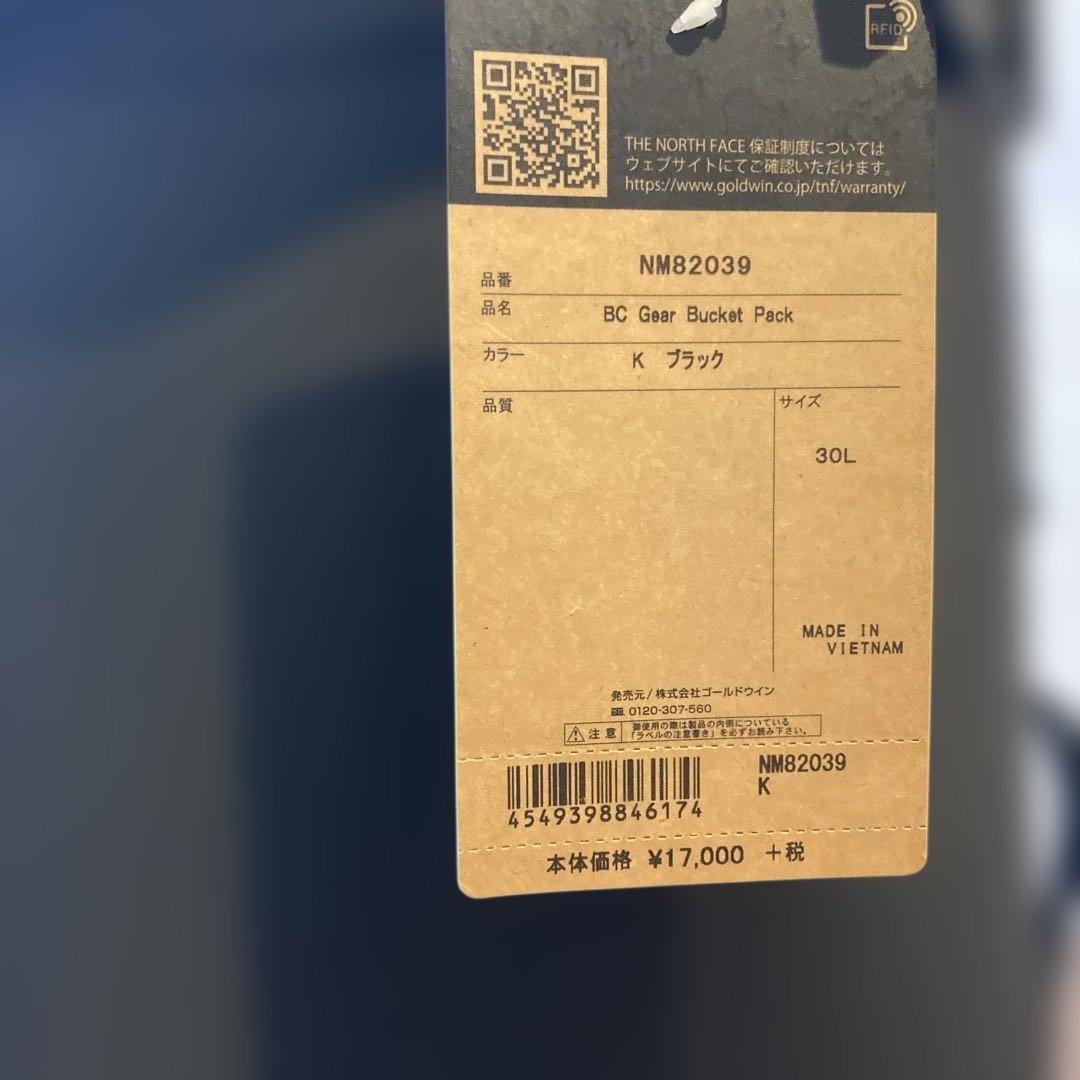 RFID
THE NORTH FACE 保証制度については
ウェブサイトにてご確認いただけます。
https://www.goldwin.co.jp/tnf/warranty/
品番 NM82039
品名 BC Gear Bucket Pack
カラー K ブラック
品質
サイズ
30L
MADE IN
VIETNAM
発売元/株式会社ゴールドウイン
0120-307-560
注意
御使用の際は製品の内側についている
「ラベルの注意書き」を必ずお読み下さい。
4549398846174
NM82039
K
本体価格 ¥17,000 +税